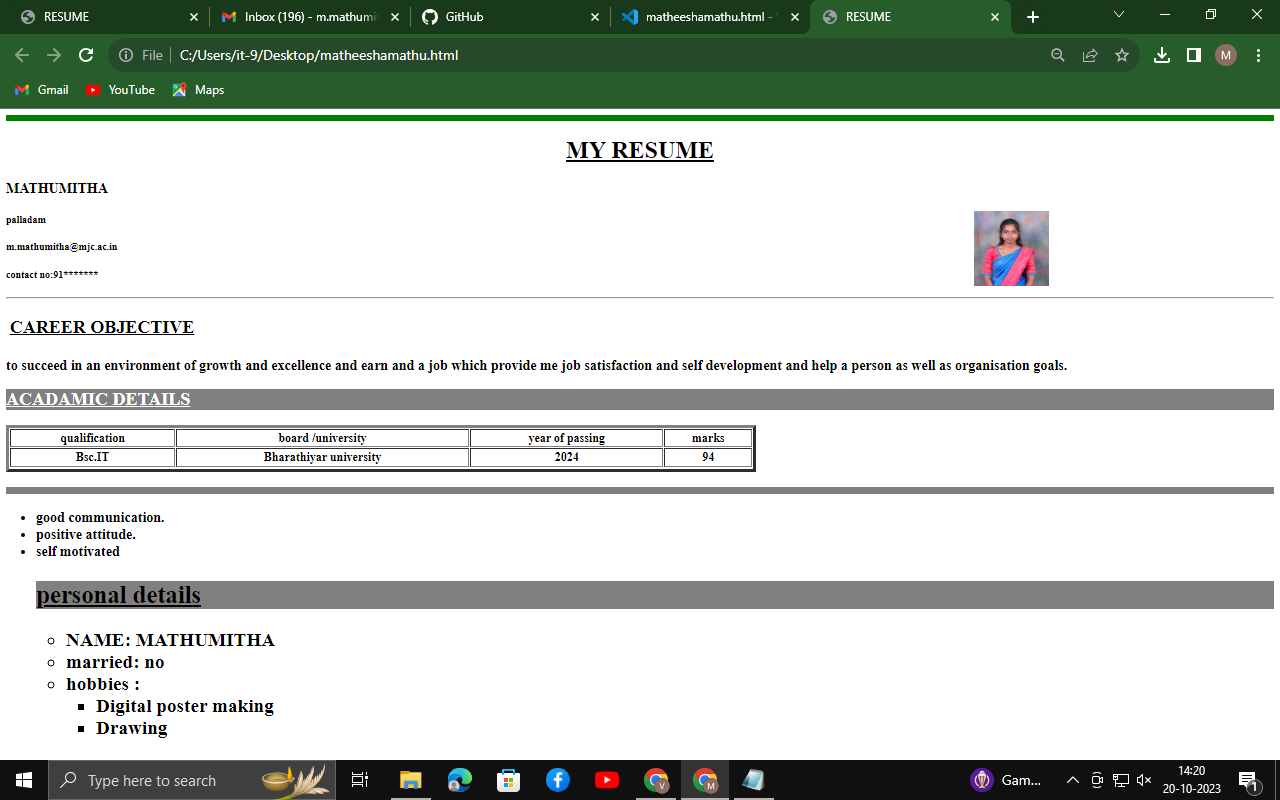 RESUME
Inbox (196) - m.mathumi
GitHub
matheeshamathu.html -
RESUME
File
C:/Users/it-9/Desktop/matheeshamathu.html
M
Gmail
YouTube
Maps
MY RESUME
MATHUMITHA
palladam
m.mathumitha@mjc.ac.in
contact no:91*******
CAREER OBJECTIVE
to succeed in an environment of growth and excellence and earn and a job which provide me job satisfaction and self development and help a person as well as organisation goals.
ACADAMIC DETAILS
qualification board /university year of passing marks
Bsc.IT Bharathiyar university 2024 94
good communication.
positive attitude.
self motivated
personal details
NAME: MATHUMITHA
married: no
hobbies :
Digital poster making
Drawing
Type here to search
V
M
Gam...
14:20
20-10-2023
1